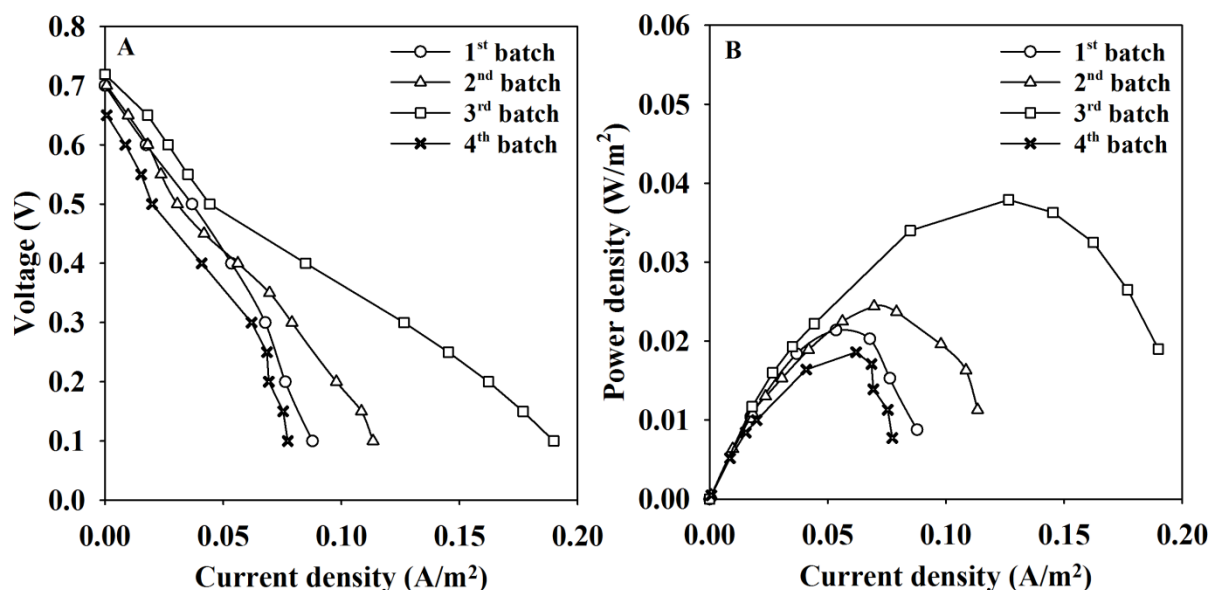 A
1st batch
2nd batch
3rd batch
4th batch
Voltage (V)
0.8
0.7
0.6
0.5
0.4
0.3
0.2
0.1
0.0
0.00 0.05 0.10 0.15 0.20
Current density (A/m²)
B
1st batch
2nd batch
3rd batch
4th batch
Power density (W/m²)
0.06
0.05
0.04
0.03
0.02
0.01
0.00
0.00 0.05 0.10 0.15 0.20
Current density (A/m²)